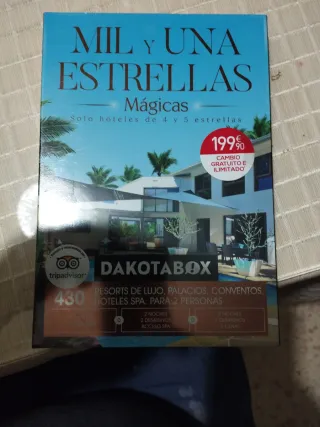 MIL Y UNA
ESTRELLAS
Mágicas
Solo hoteles de 4 y 5 estrellas
199€90
CAMBIO
GRATUITO E
ILIMITADO*
DAKOTABOX
tripadvisor
430
RESORTS DE LUJO, PALACIOS, CONVENTOS,
HOTELES SPA. PARA 2 PERSONAS